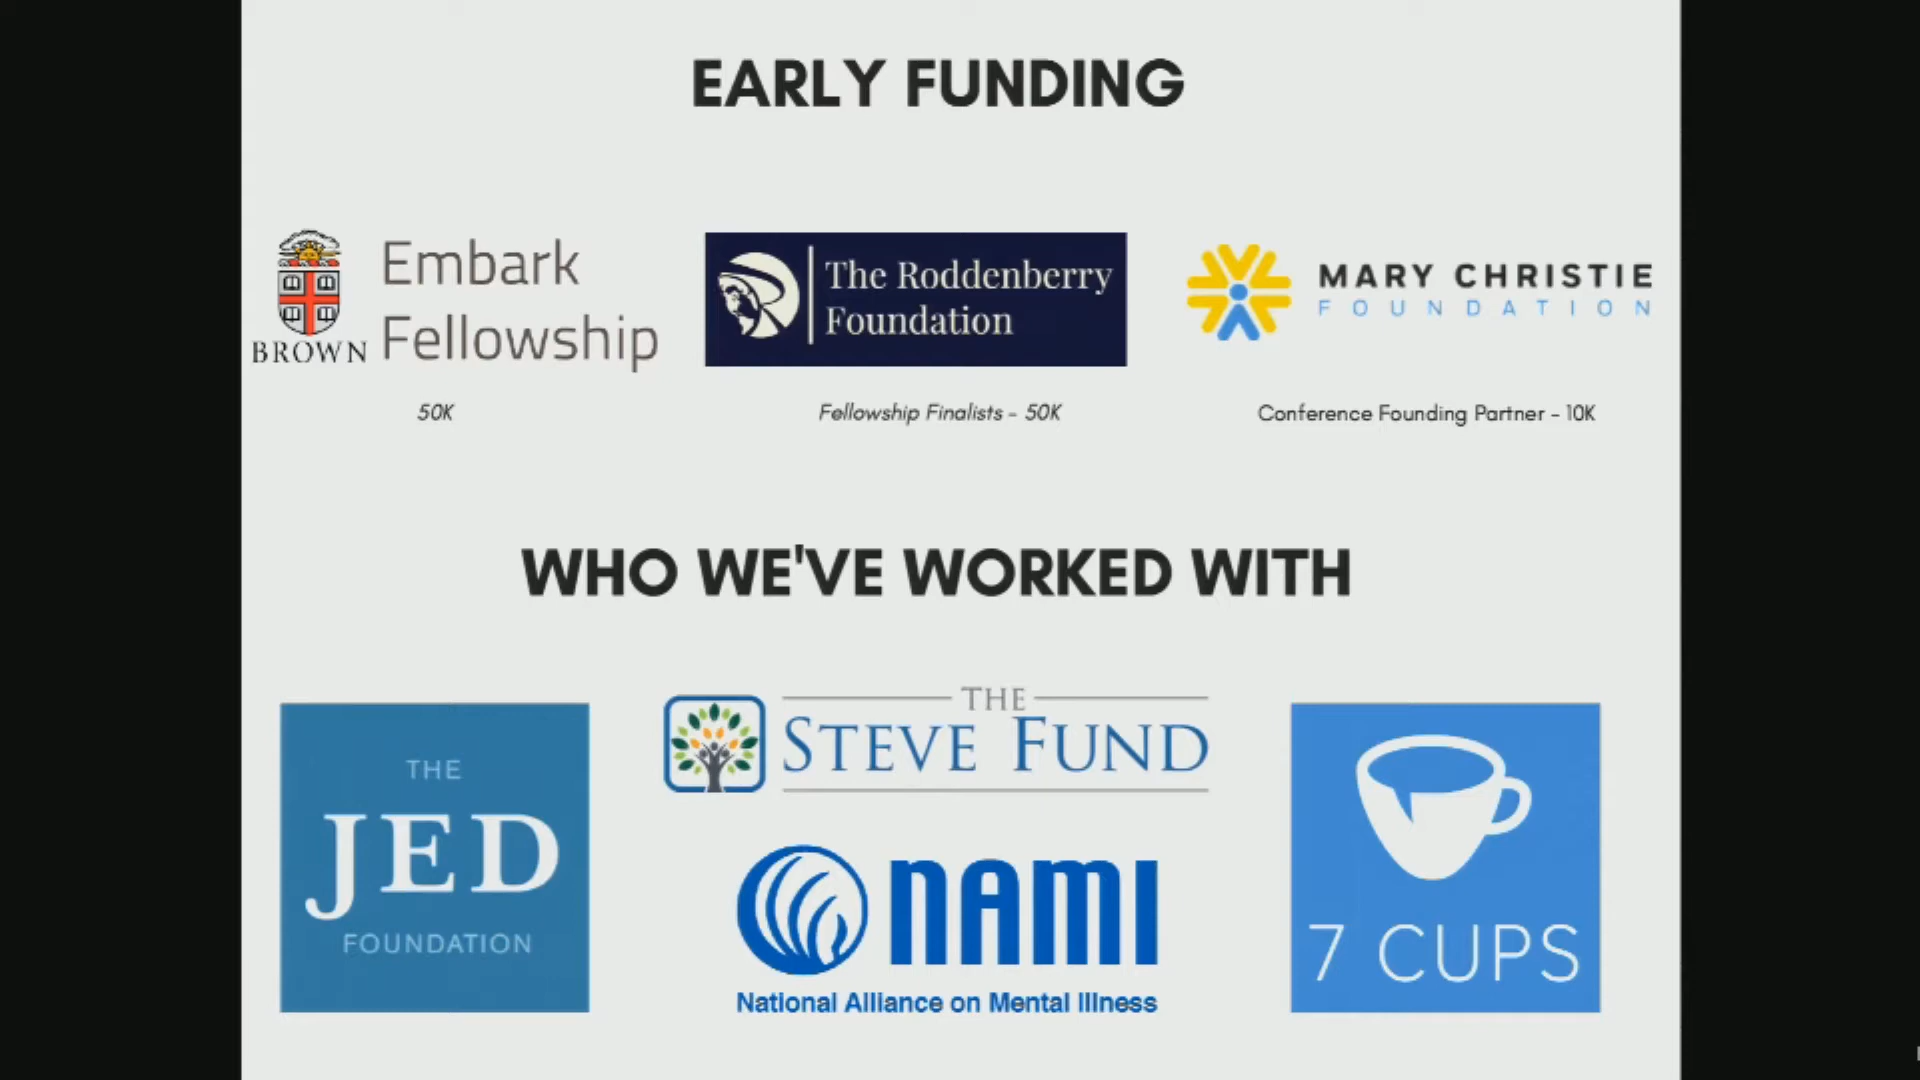 EARLY FUNDING
BROWN
Embark
Fellowship
The Roddenberry
Foundation
MARY CHRISTIE
FOUNDATION
50K
Fellowship Finalists - 50K
Conference Founding Partner - 10K
WHO WE'VE WORKED WITH
THE
JED
FOUNDATION
THE
STEVE FUND
NAMI
National Alliance on Mental Illness
7 CUPS